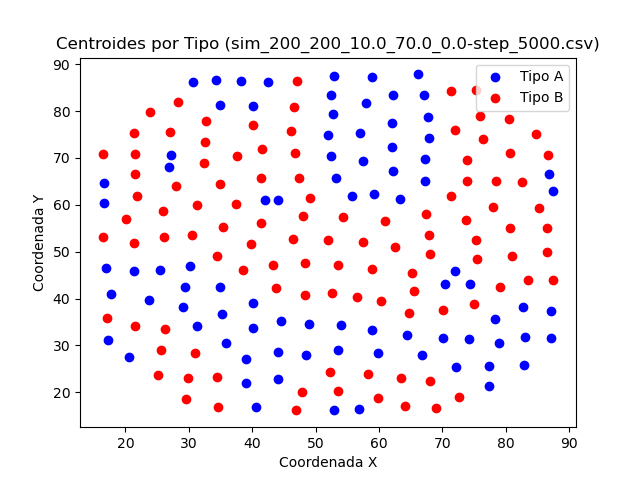 Centroides por Tipo (sim_200_200_10.0_70.0_0.0-step_5000.csv)
Tipo A
Tipo B
90
80
70
60
50
40
30
20
Coordenada Y
20 30 40 50 60 70 80 90
Coordenada X